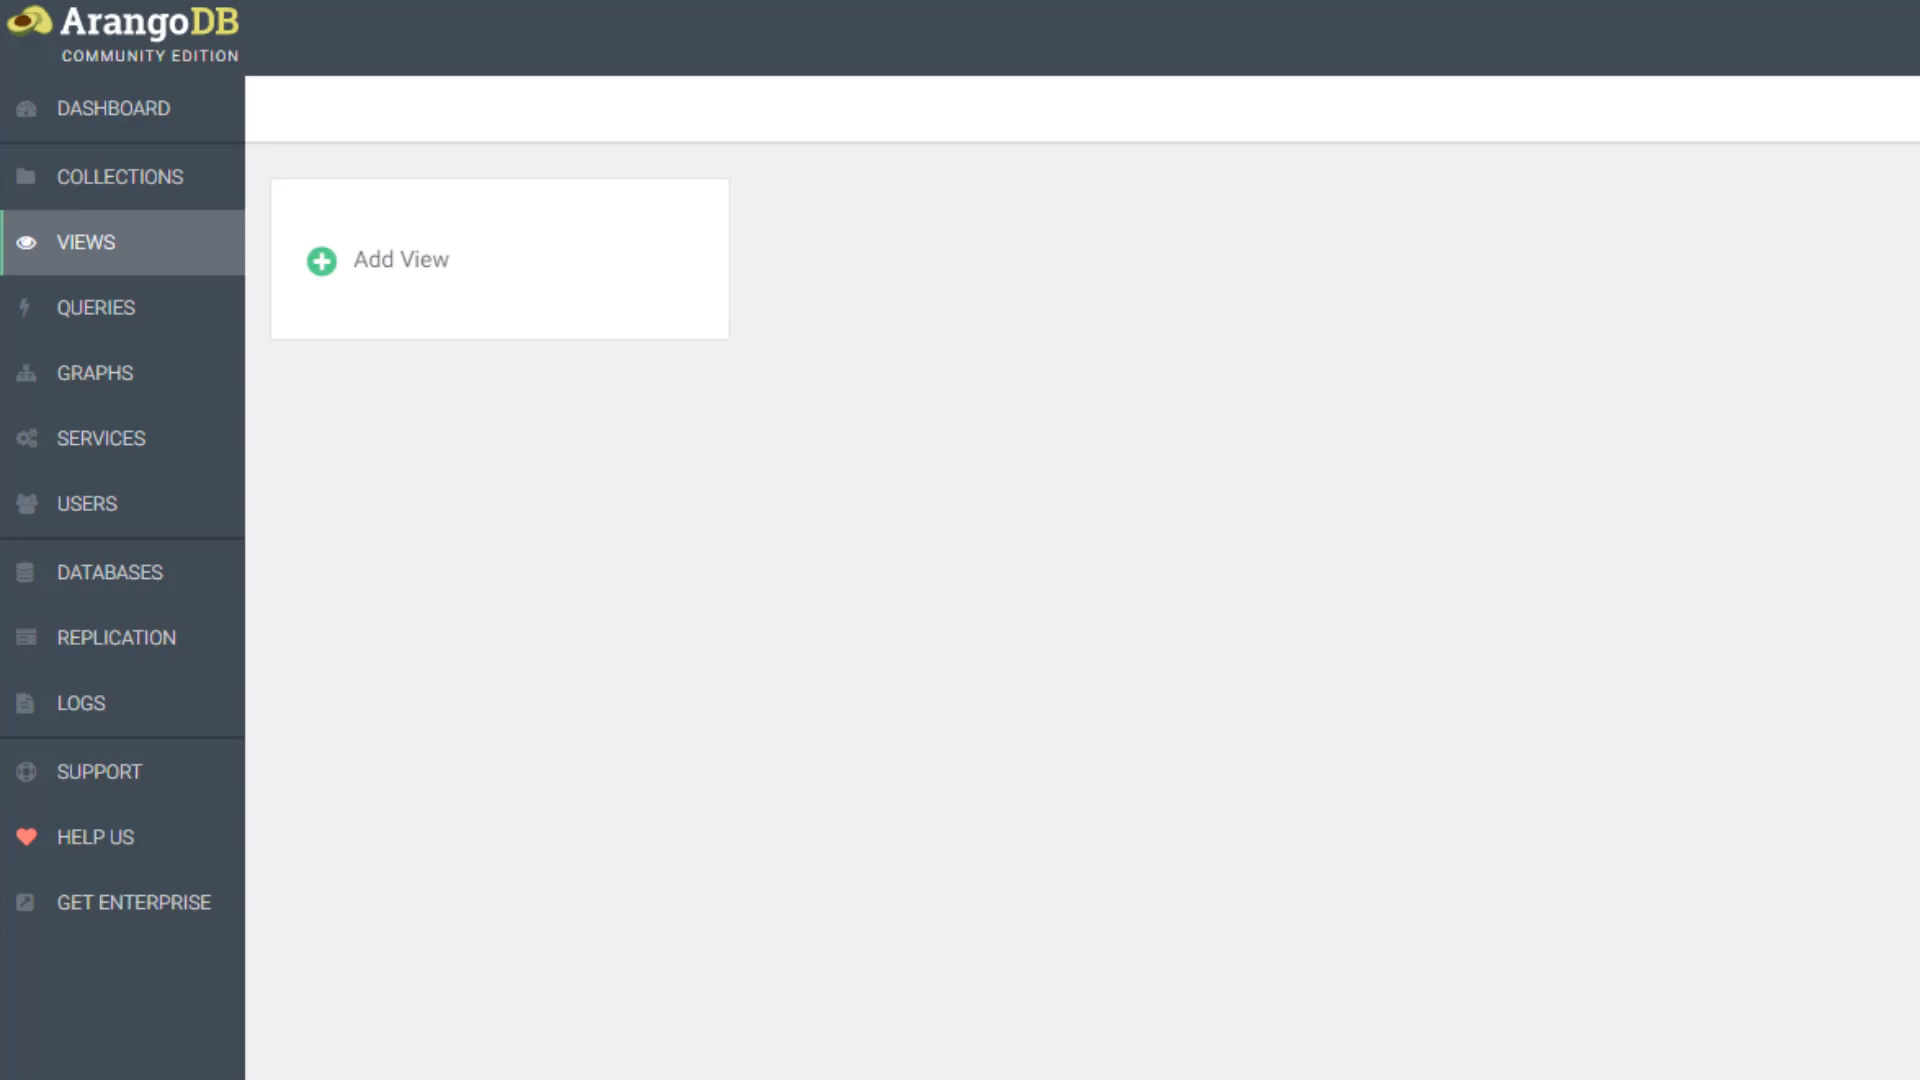 ArangoDB
COMMUNITY EDITION
DASHBOARD
COLLECTIONS
VIEWS
QUERIES
GRAPHS
SERVICES
USERS
DATABASES
REPLICATION
LOGS
SUPPORT
HELP US
GET ENTERPRISE
Add View